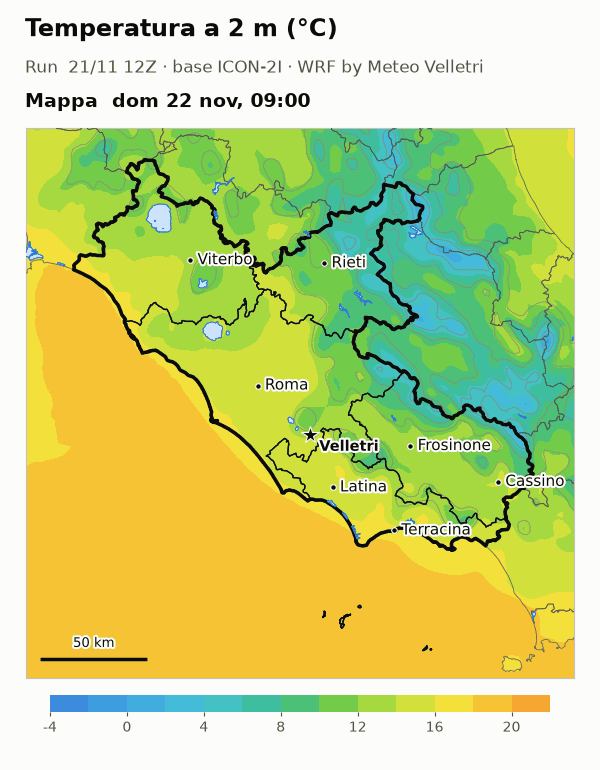 Temperatura a 2 m (°C)
Run  21/11 12Z · base ICON-2I · WRF by Meteo Velletri
Mappa  dom 22 nov, 09:00
Viterbo
Rieti
Roma
Velletri
Frosinone
Cassino
Latina
Terracina
50 km
-4 0 4 8 12 16 20